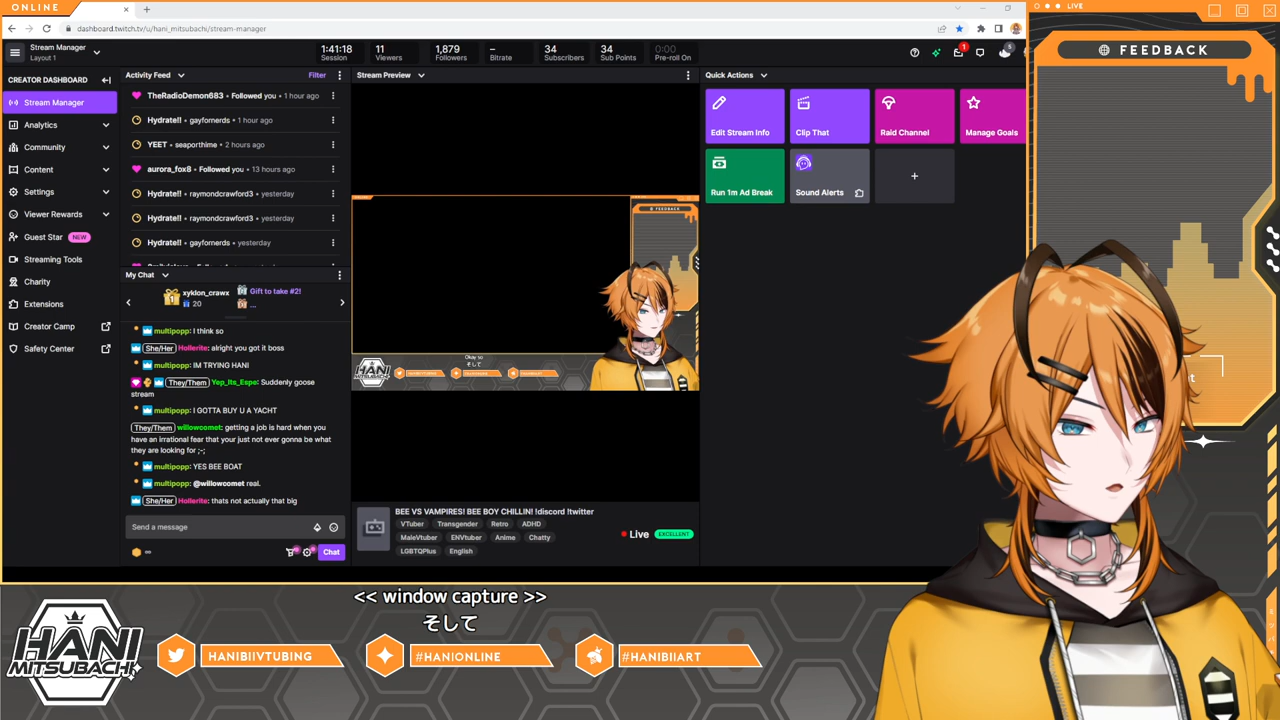 ONLINE
dashboard.twitch.tv/u/hani_mitsubachi/stream-manager
LIVE
Stream Manager
Layout 1
1:41:18
Session
11
Viewers
1,879
Followers
–
Bitrate
34
Subscribers
34
Sub Points
0:00
Pre-roll On
1
FEEDBACK
CREATOR DASHBOARD
Stream Manager
Analytics
Community
Content
Settings
Viewer Rewards
Guest Star NEW
Streaming Tools
Charity
Extensions
Creator Camp
Safety Center
Activity Feed
Filter
TheRadioDemon683 • Followed you • 1 hour ago
Hydrate!! • gayfornerds • 1 hour ago
YEET • seaporthime • 2 hours ago
aurora_fox8 • Followed you • 13 hours ago
Hydrate!! • raymondcrawford3 • yesterday
Hydrate!! • raymondcrawford3 • yesterday
Hydrate!! • gayfornerds • yesterday
My Chat
1
xyklon_crawx
20
Gift to take #2!
...
multipopp: I think so
She/Her Hollerite: alright you got it boss
multipopp: IM TRYING HANI
They/Them Yep_Its_Espo: Suddenly goose
stream
multipopp: I GOTTA BUY U A YACHT
They/Them willowcomet: getting a job is hard when you
have an irrational fear that your just not ever gonna be what
they are looking for ;-;
multipopp: YES BEE BOAT
multipopp: @willowcomet real.
She/Her Hollerite: thats not actually that big
Send a message
∞
Chat
Stream Preview
FEEDBACK
Okay so
そして
HANI
BEE VS VAMPIRES! BEE BOY CHILLIN! !discord !twitter
VTuber
Transgender
Retro
ADHD
MaleVtuber
ENVtuber
Anime
Chatty
LGBTQPlus
English
Live
EXCELLENT
Quick Actions
Edit Stream Info
Clip That
Raid Channel
Manage Goals
Run 1m Ad Break
Sound Alerts
+
<< window capture >>
そして
HANI
MITSUBACHI
HANIBIIVTUBING
#HANIONLINE
#HANIBIIART